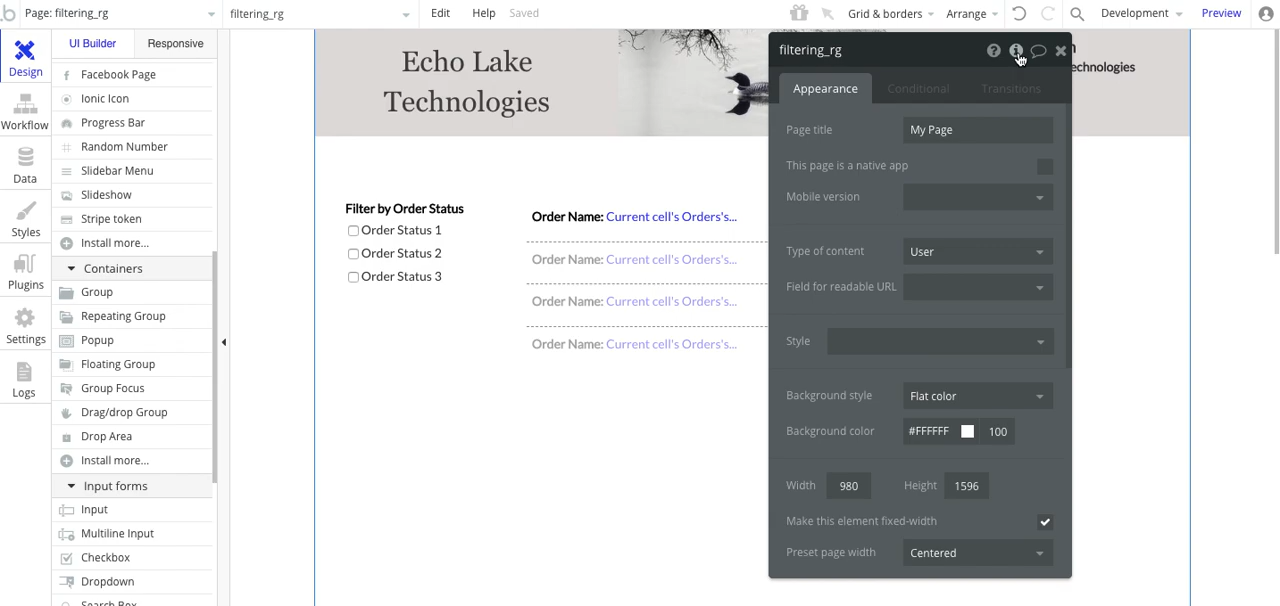 b Page: filtering_rg filtering_rg Edit Help Saved Grid & borders Arrange Development Preview
Design
Workflow
Data
Styles
Plugins
Settings
Logs
UI Builder Responsive
Facebook Page
Ionic Icon
Progress Bar
Random Number
Slidebar Menu
Slideshow
Stripe token
Install more...
Containers
Group
Repeating Group
Popup
Floating Group
Group Focus
Drag/drop Group
Drop Area
Install more...
Input forms
Input
Multiline Input
Checkbox
Dropdown
Search Box
Echo Lake
Technologies
echnologies
Filter by Order Status
Order Status 1
Order Status 2
Order Status 3
Order Name: Current cell's Orders's...
Order Name: Current cell's Orders's...
Order Name: Current cell's Orders's...
Order Name: Current cell's Orders's...
filtering_rg
Appearance Conditional Transitions
Page title My Page
This page is a native app
Mobile version
Type of content User
Field for readable URL
Style
Background style Flat color
Background color #FFFFFF 100
Width 980 Height 1596
Make this element fixed-width
Preset page width Centered